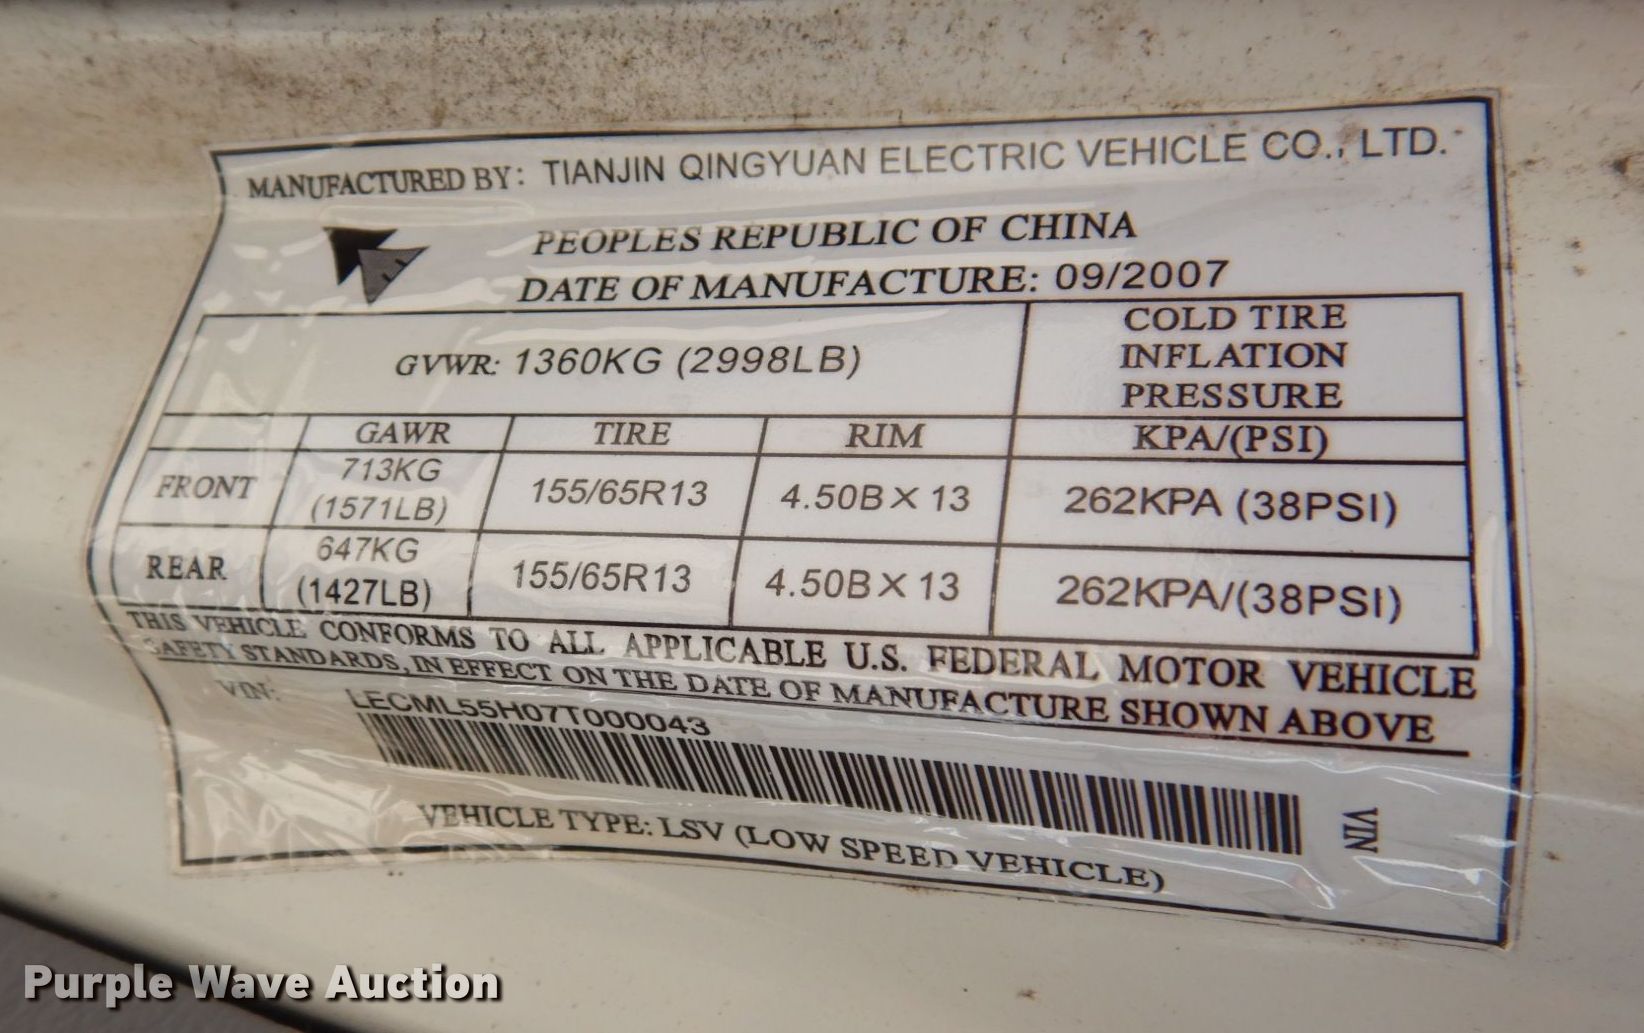 MANUFACTURED BY: TIANJIN QINGYUAN ELECTRIC VEHICLE CO., LTD.
PEOPLES REPUBLIC OF CHINA
DATE OF MANUFACTURE: 09/2007
GVWR: 1360KG (2998LB)
COLD TIRE
INFLATION
PRESSURE
GAWR TIRE RIM KPA/(PSI)
FRONT 713KG (1571LB) 155/65R13 4.50B×13 262KPA (38PSI)
REAR 647KG (1427LB) 155/65R13 4.50B×13 262KPA/(38PSI)
THIS VEHICLE CONFORMS TO ALL APPLICABLE U.S. FEDERAL MOTOR VEHICLE
SAFETY STANDARDS, IN EFFECT ON THE DATE OF MANUFACTURE SHOWN ABOVE
VIN: LECML55H07T000043
VIN
VEHICLE TYPE: LSV (LOW SPEED VEHICLE)
Purple Wave Auction